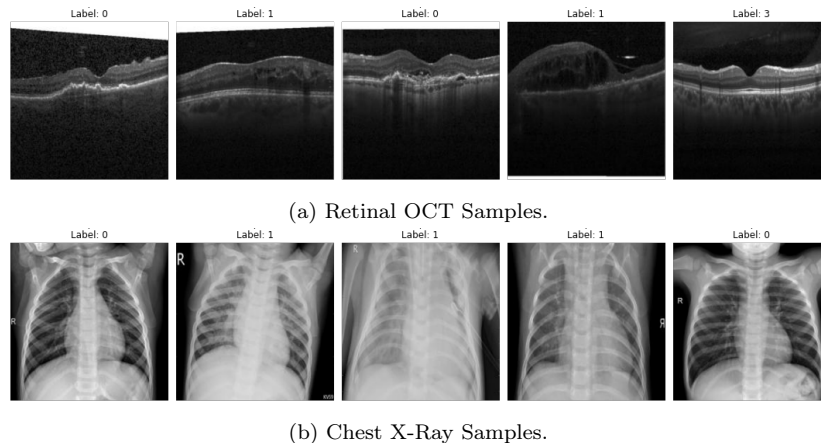 Label: 0 Label: 1 Label: 0 Label: 1 Label: 3
(a) Retinal OCT Samples.
Label: 0 Label: 1 Label: 1 Label: 1 Label: 0
R R R R
(b) Chest X-Ray Samples.